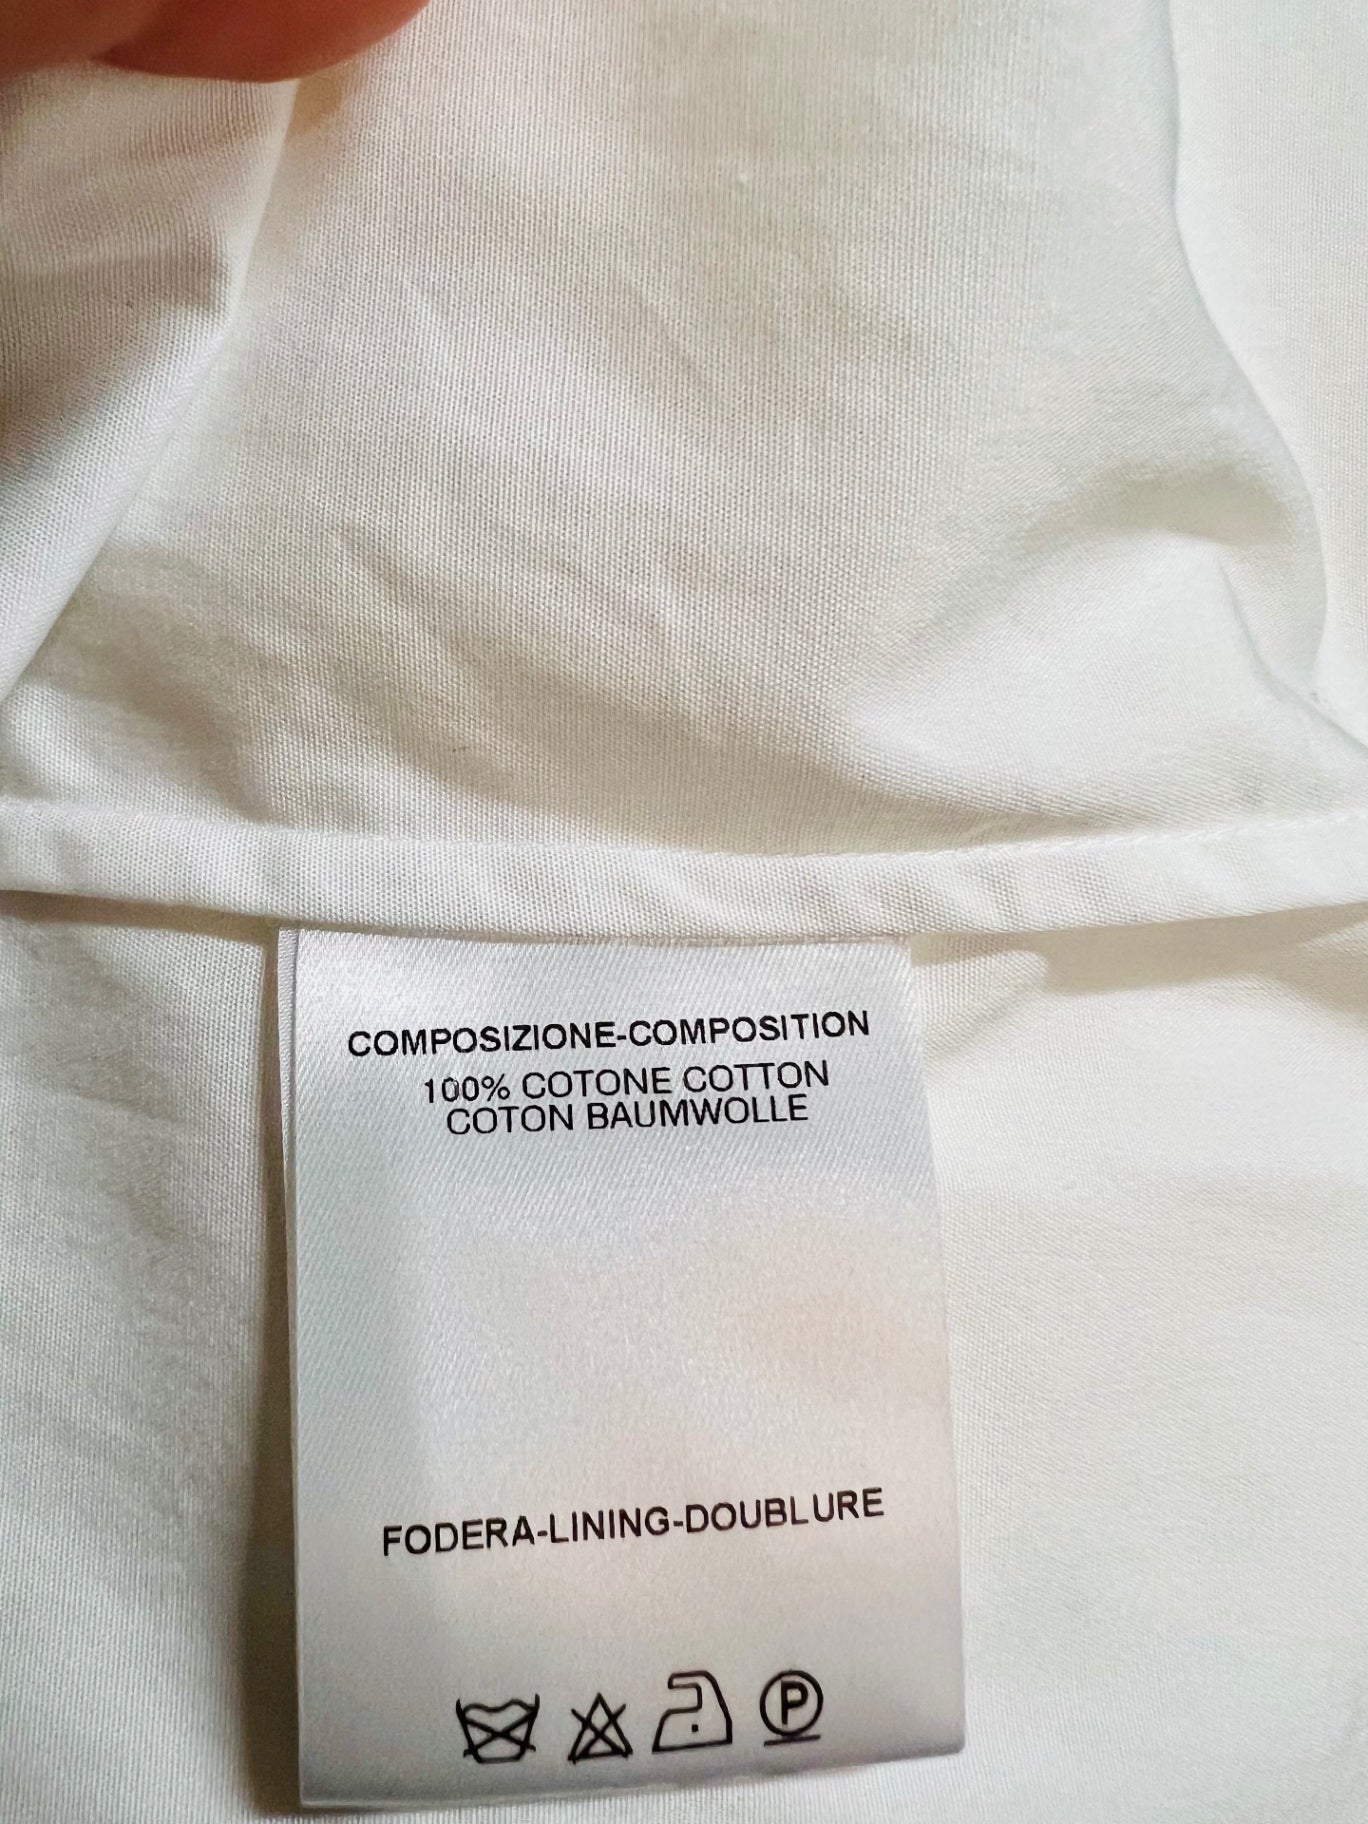 COMPOSIZIONE-COMPOSITION
100% COTONE COTTON
COTON BAUMWOLLE
FODERA-LINING-DOUBLURE
P